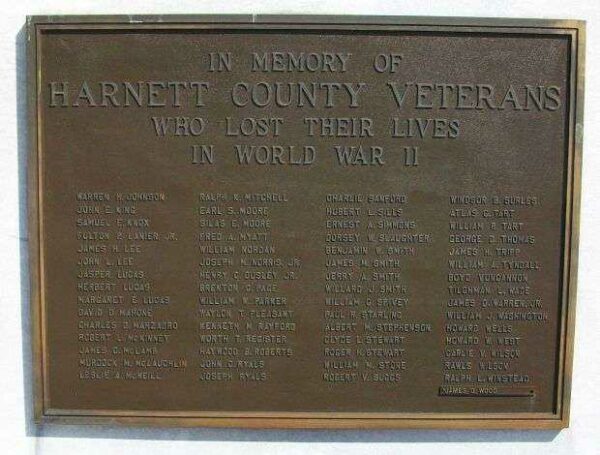 IN MEMORY OF
HARNETT COUNTY VETERANS
WHO LOST THEIR LIVES
IN WORLD WAR II
WARREN H. JOHNSON
JOHN E. KING
SAMUEL E. KNOX
FULTON B. LANIER JR.
JAMES H. LEE
JOHN L. LEE
JASPER LUCAS
HERBERT LUCAS
MARGARET E. LUCAS
DAVID D. MAHONE
CHARLES D.
ROBERT L. MCKINNEY
JAMES O. MCLAMB
MURDOCK M. MCLAUCHLIN
LESLIE A. MCNEILL
RALPH K. MITCHELL
EARL S. MOORE
SILAS E. MOORE
FRED A. MYATT
WILLIAM NORDAN
JOSEPH M. NORRIS, JR.
HENRY C. OUSLEY, JR.
BRENTON C. PAGE
WILLIAM W. PARKER
WAYLON T. PLEASANT
KENNETH M. RAYFORD
WORTH T. REGISTER
HAYWOOD B. ROBERTS
JOHN C. RYALS
JOSEPH RYALS
CHARLIE SANFORD
HUBERT L. SILLS
ERNEST A. SIMMONS
DORSEY W. SLAUGHTER
BENJAMIN W. SMITH
JAMES M. SMITH
JERRY A. SMITH
WILLARD J. SMITH
WILLIAM C. SPIVEY
PAUL H. STARLING
ALBERT M. STEPHENSON
CLYDE L. STEWART
ROGER H. STEWART
WILLIAM M. STONE
ROBERT V. SUGGS
WINDSOR B. SURLES
ATLAS C. TART
WILLIAM P. TART
GEORGE D. THOMAS
JAMES H. TRIPP
WILLIAM A. TYNDALL
BOYD VUNCANNON
TILGHMAN L. WADE
JAMES D. WARREN, JR.
WILLIAM J. WASHINGTON
HOWARD WELLS
HOWARD W. WEST
CARLIE V. WILSON
RAWLS WILSON
RALPH L. WINSTEAD
JAMES D. WOOD